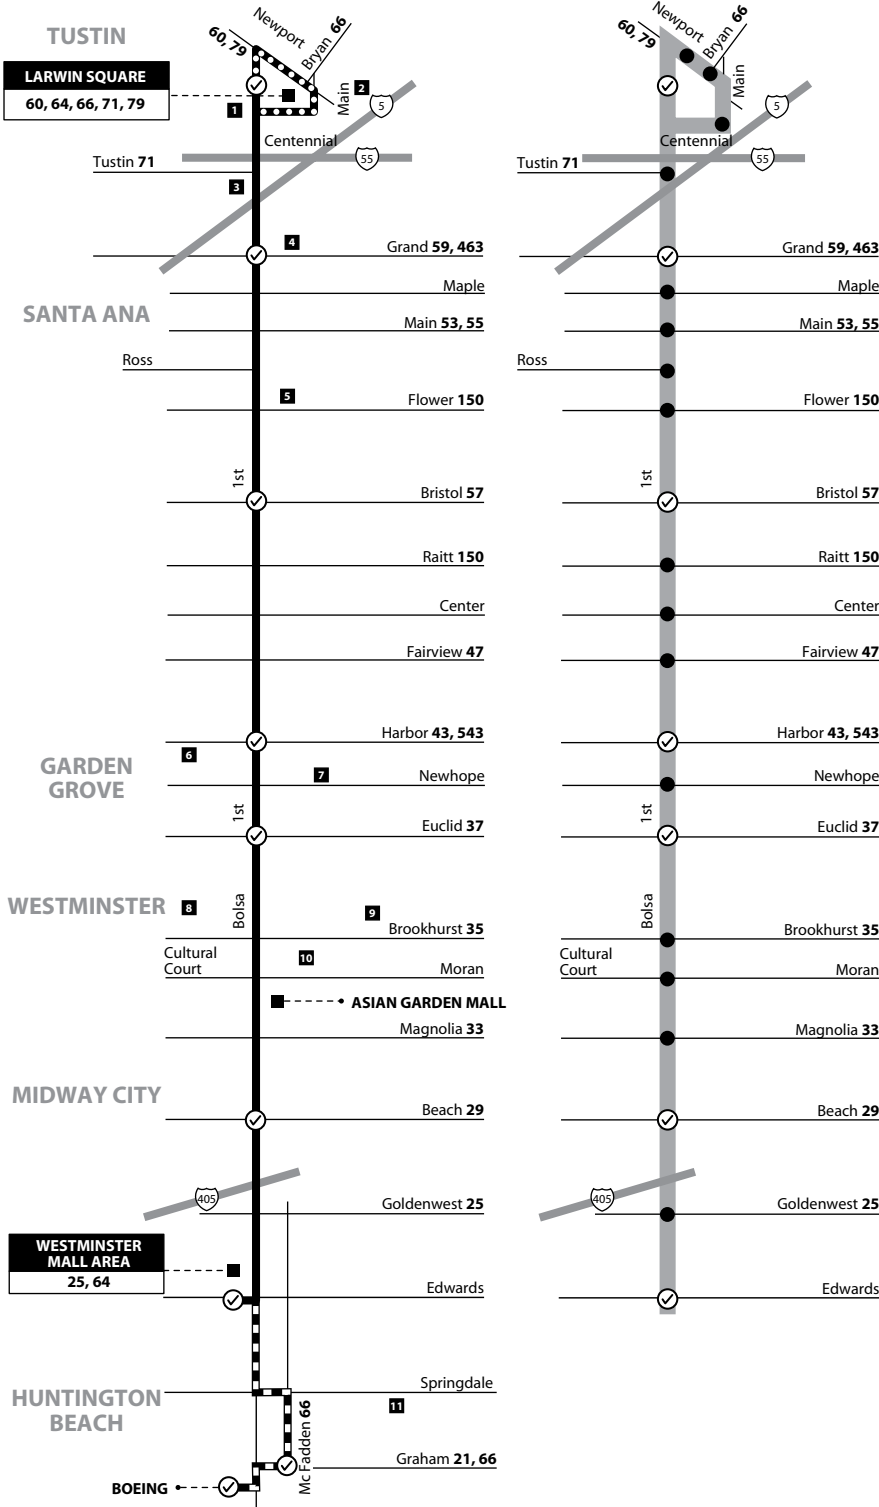 TUSTIN
LARWIN SQUARE
60, 64, 66, 71, 79
60, 79
Newport
Bryan 66
Main
1
2
5
Centennial
55
Tustin 71
3
4
Grand 59, 463
Maple
SANTA ANA
Main 53, 55
Ross
5
Flower 150
1st
Bristol 57
Raitt 150
Center
Fairview 47
Harbor 43, 543
6
GARDEN
GROVE
7
Newhope
1st
Euclid 37
WESTMINSTER
8
Bolsa
9
Brookhurst 35
Cultural
Court
10
Moran
ASIAN GARDEN MALL
Magnolia 33
MIDWAY CITY
Beach 29
405
Goldenwest 25
WESTMINSTER
MALL AREA
25, 64
Edwards
Springdale
HUNTINGTON
BEACH
11
Mc Fadden 66
Graham 21, 66
BOEING
60, 79
Newport
Bryan 66
Main
5
Centennial
55
Tustin 71
Grand 59, 463
Maple
Main 53, 55
Ross
Flower 150
1st
Bristol 57
Raitt 150
Center
Fairview 47
Harbor 43, 543
Newhope
1st
Euclid 37
Bolsa
Brookhurst 35
Cultural
Court
Moran
Magnolia 33
Beach 29
405
Goldenwest 25
Edwards